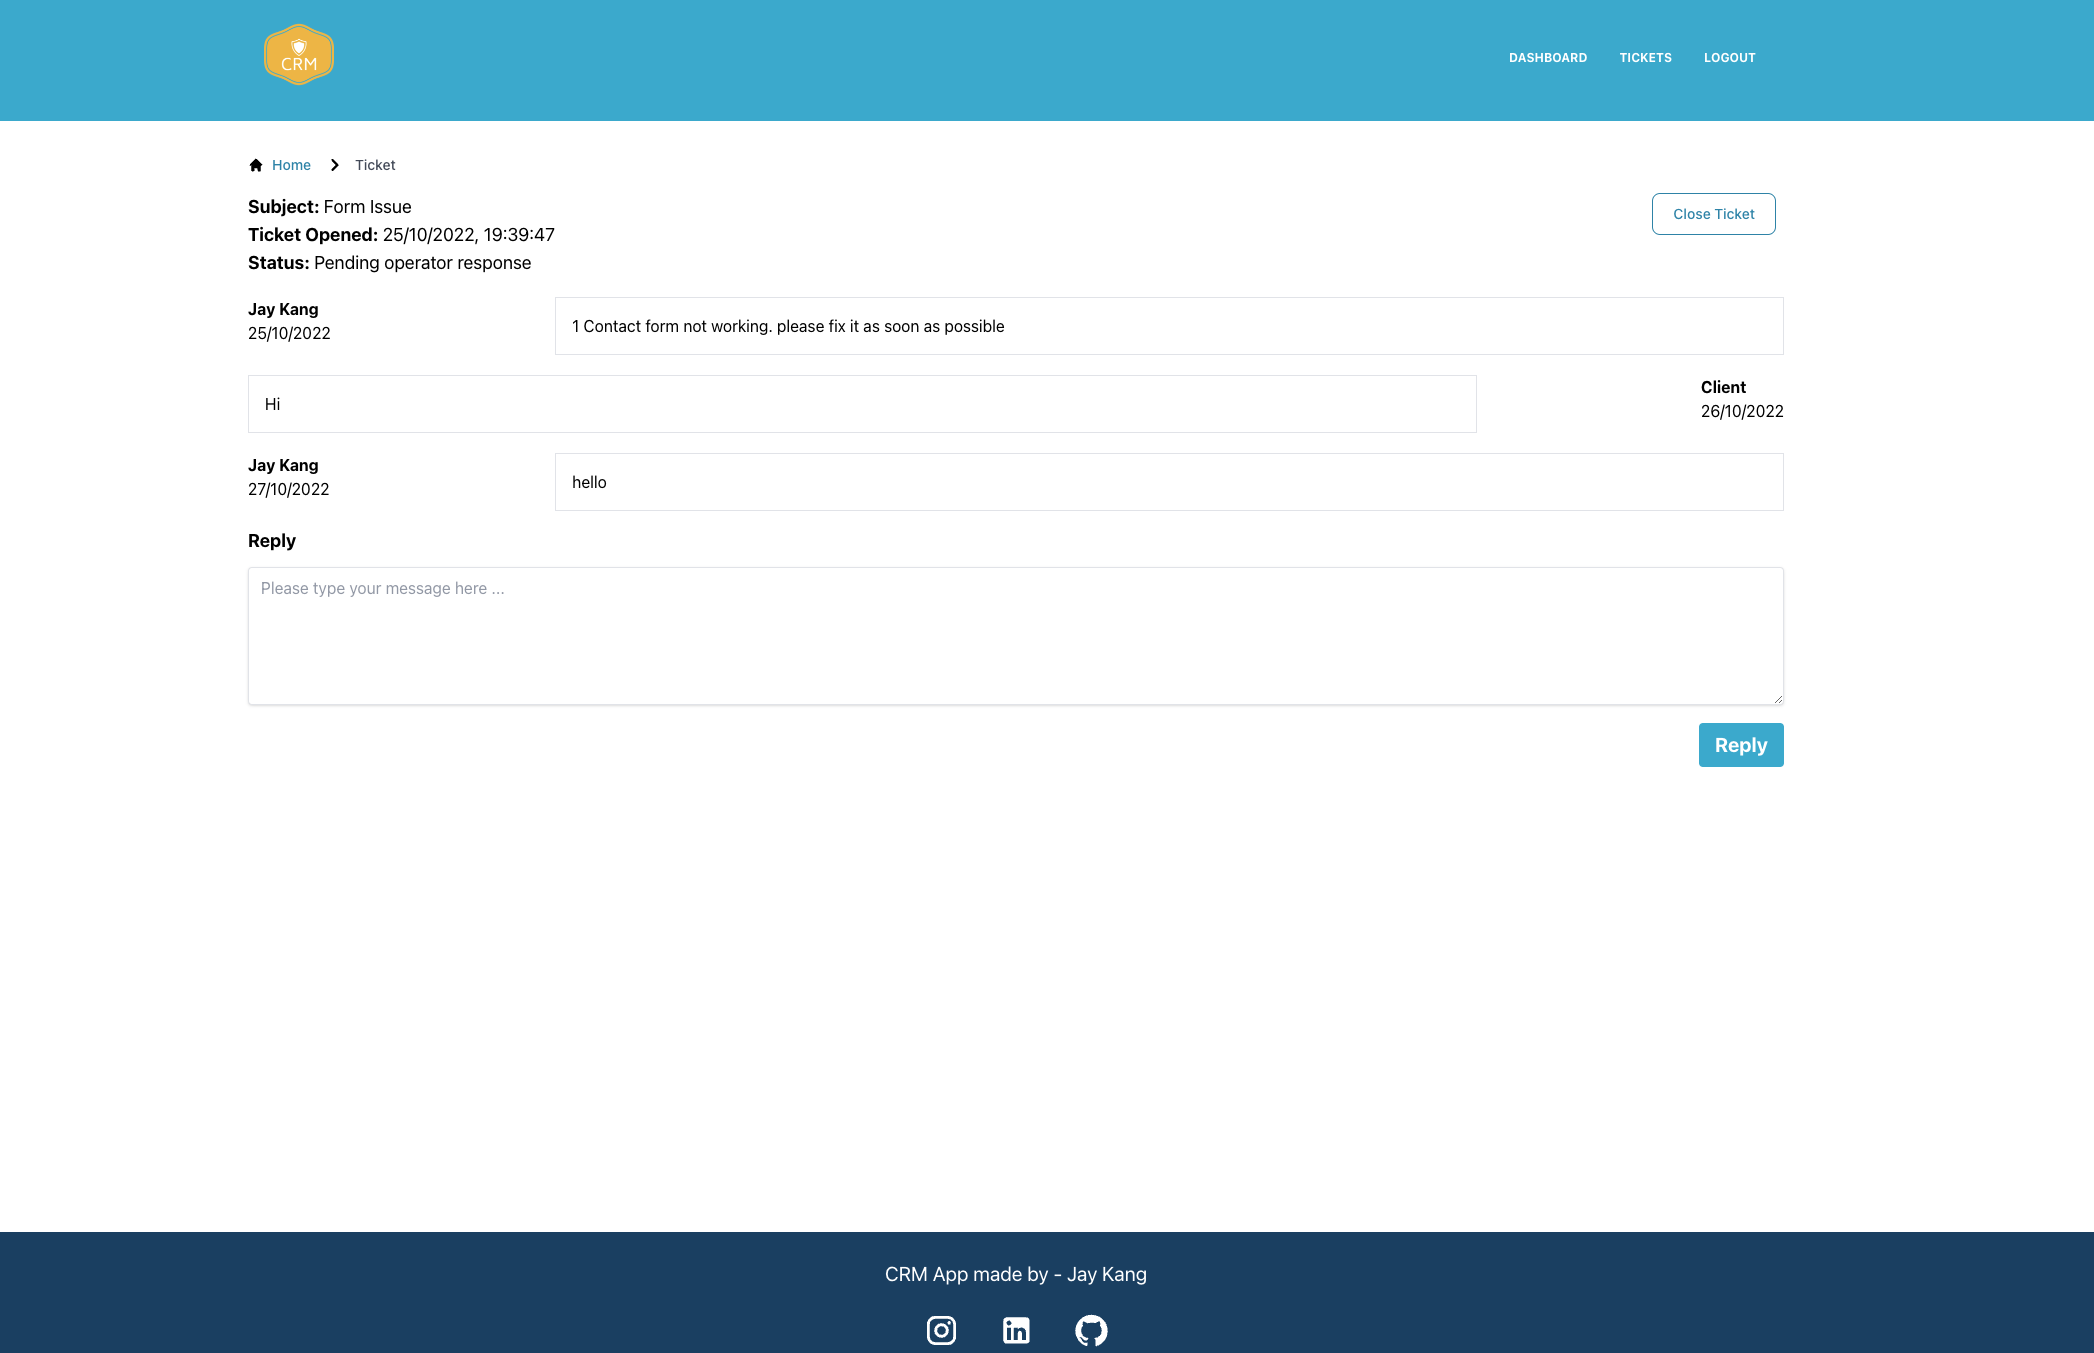 CRM
DASHBOARD TICKETS LOGOUT
Home Ticket
Subject: Form Issue
Close Ticket
Ticket Opened: 25/10/2022, 19:39:47
Status: Pending operator response
Jay Kang
25/10/2022
1 Contact form not working. please fix it as soon as possible
Hi
Client
26/10/2022
Jay Kang
27/10/2022
hello
Reply
Please type your message here ...
Reply
CRM App made by - Jay Kang
in